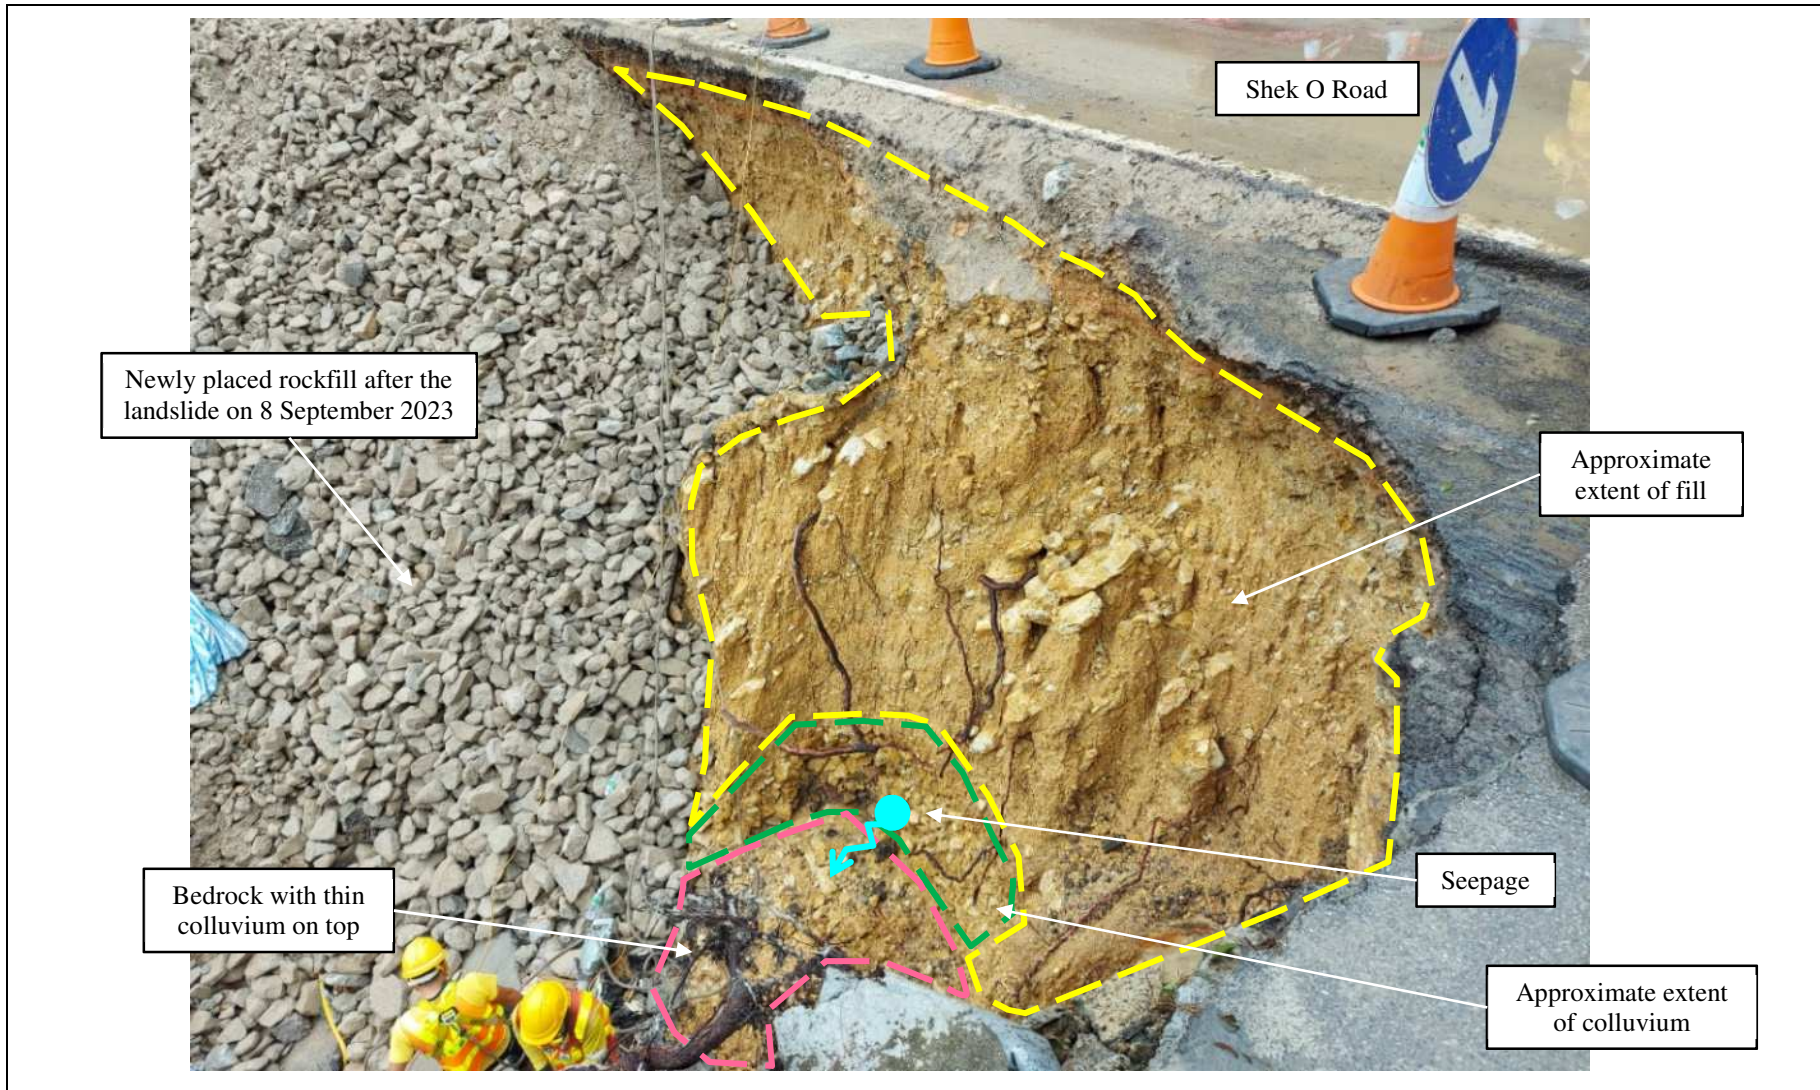 Shek O Road
Newly placed rockfill after the
landslide on 8 September 2023
Approximate
extent of fill
Bedrock with thin
colluvium on top
Seepage
Approximate extent
of colluvium